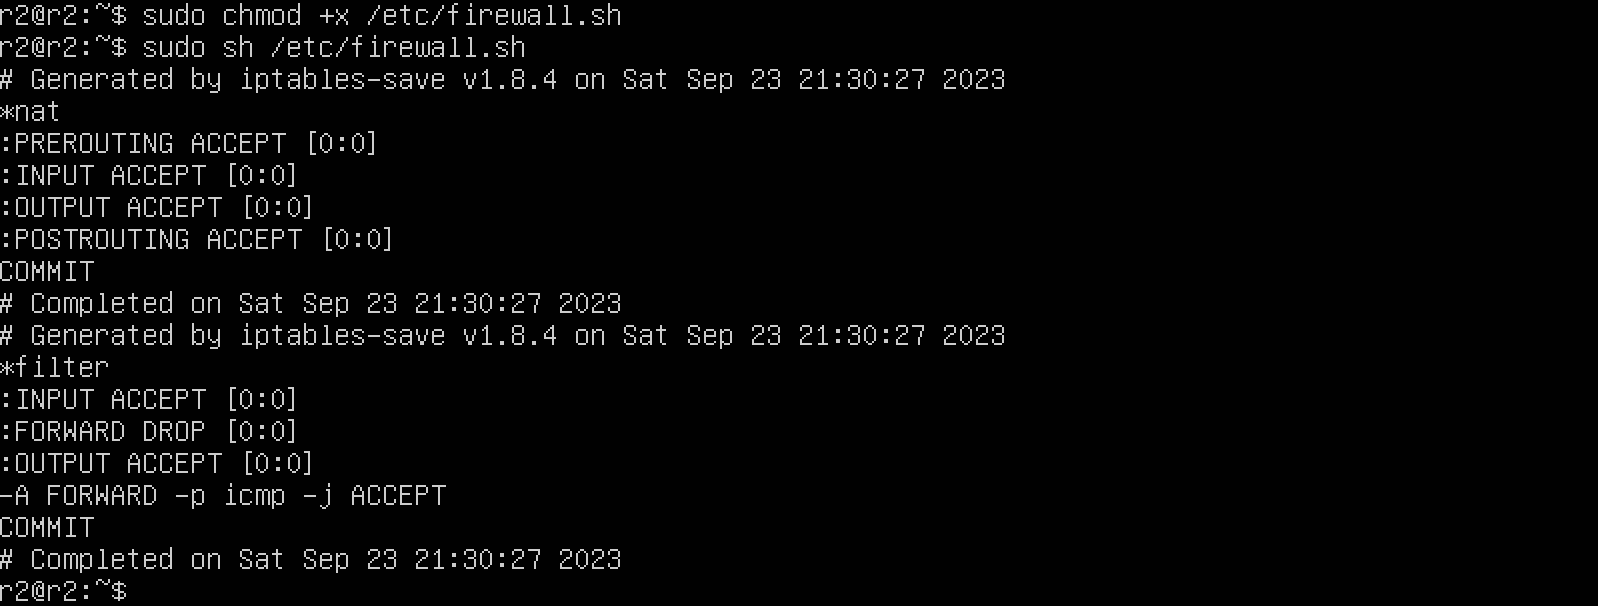 r2@r2:~$ sudo chmod +x /etc/firewall.sh
r2@r2:~$ sudo sh /etc/firewall.sh
# Generated by iptables-save v1.8.4 on Sat Sep 23 21:30:27 2023
*nat
:PREROUTING ACCEPT [0:0]
:INPUT ACCEPT [0:0]
:OUTPUT ACCEPT [0:0]
:POSTROUTING ACCEPT [0:0]
COMMIT
# Completed on Sat Sep 23 21:30:27 2023
# Generated by iptables-save v1.8.4 on Sat Sep 23 21:30:27 2023
*filter
:INPUT ACCEPT [0:0]
:FORWARD DROP [0:0]
:OUTPUT ACCEPT [0:0]
-A FORWARD -p icmp -j ACCEPT
COMMIT
# Completed on Sat Sep 23 21:30:27 2023
r2@r2:~$